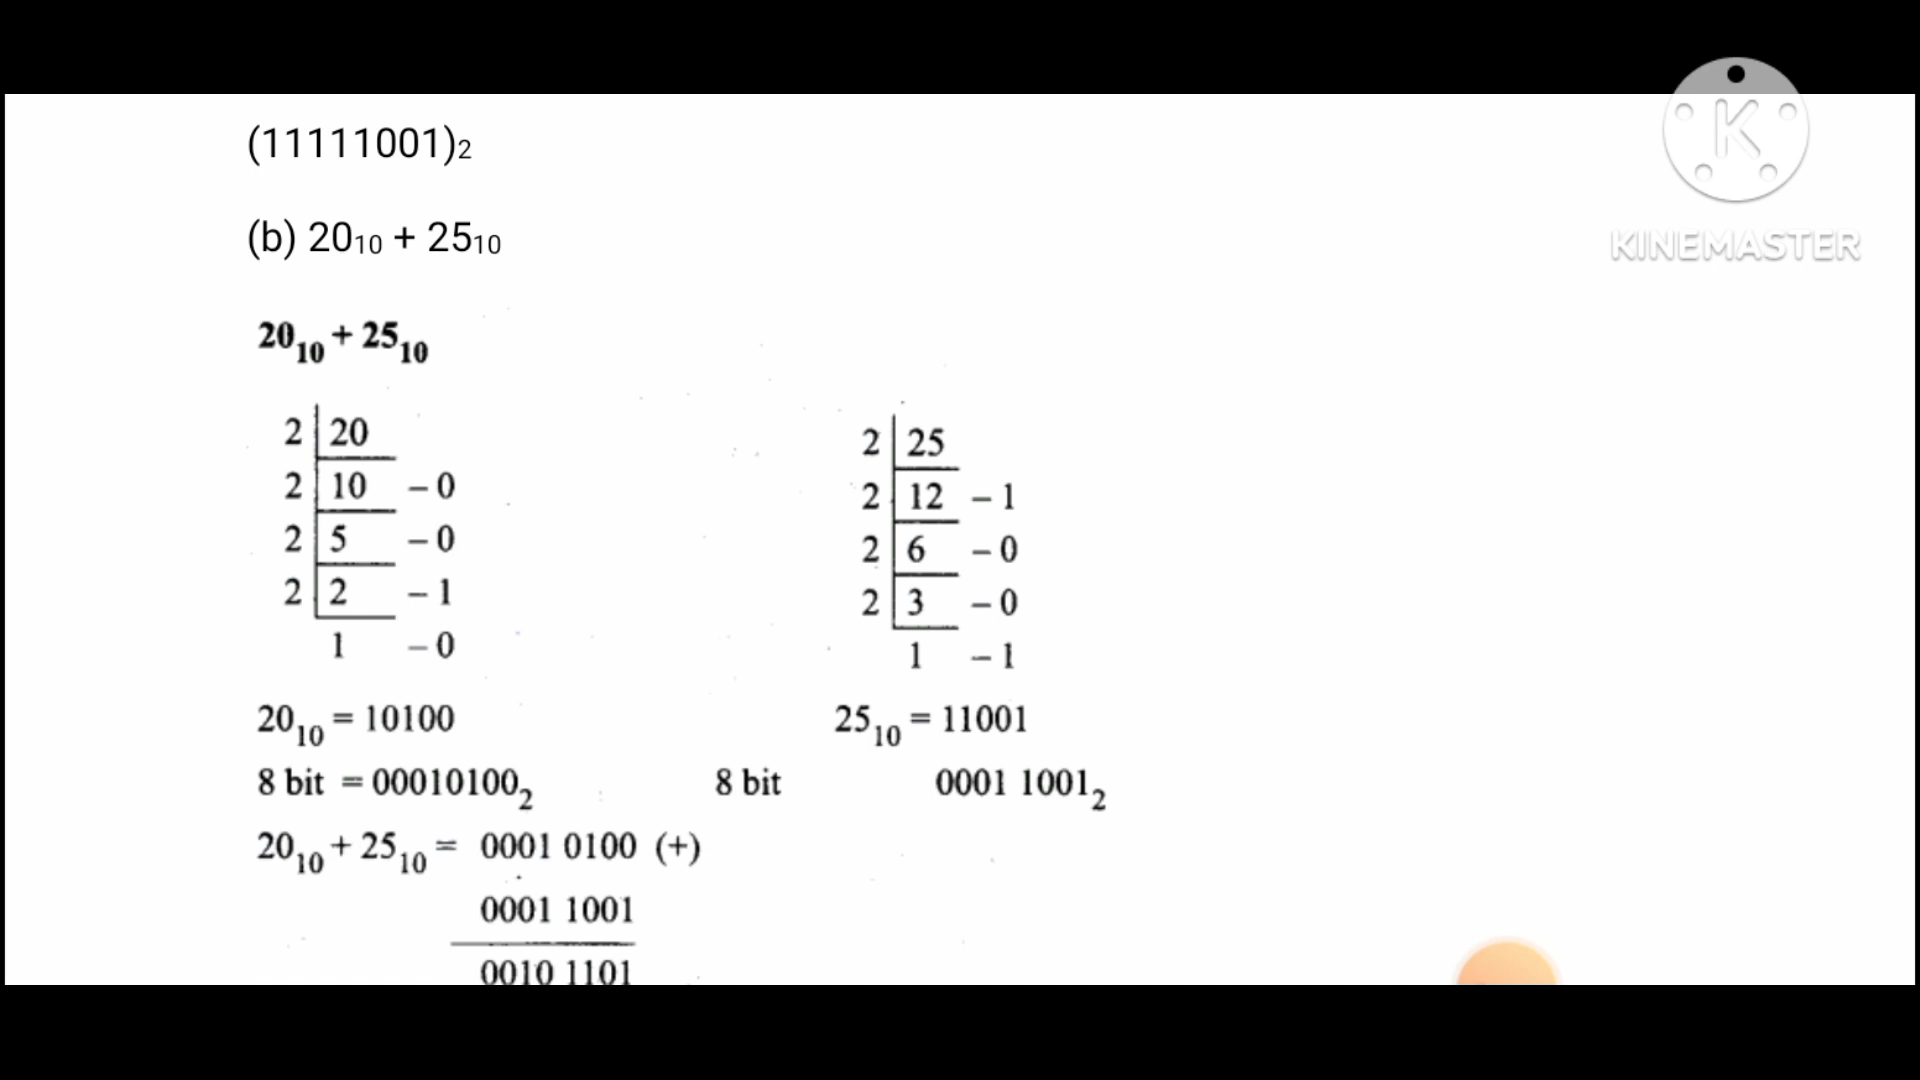 (11111001)₂
KINEMASTER
(b) 20₁₀ + 25₁₀
20₁₀ + 25₁₀
2 20
2 10 – 0
2 5 – 0
2 2 – 1
1 – 0
2 25
2 12 – 1
2 6 – 0
2 3 – 0
1 – 1
20₁₀ = 10100
25₁₀ = 11001
8 bit = 00010100₂
8 bit 0001 1001₂
20₁₀ + 25₁₀ = 0001 0100 (+)
0001 1001
0010 1101